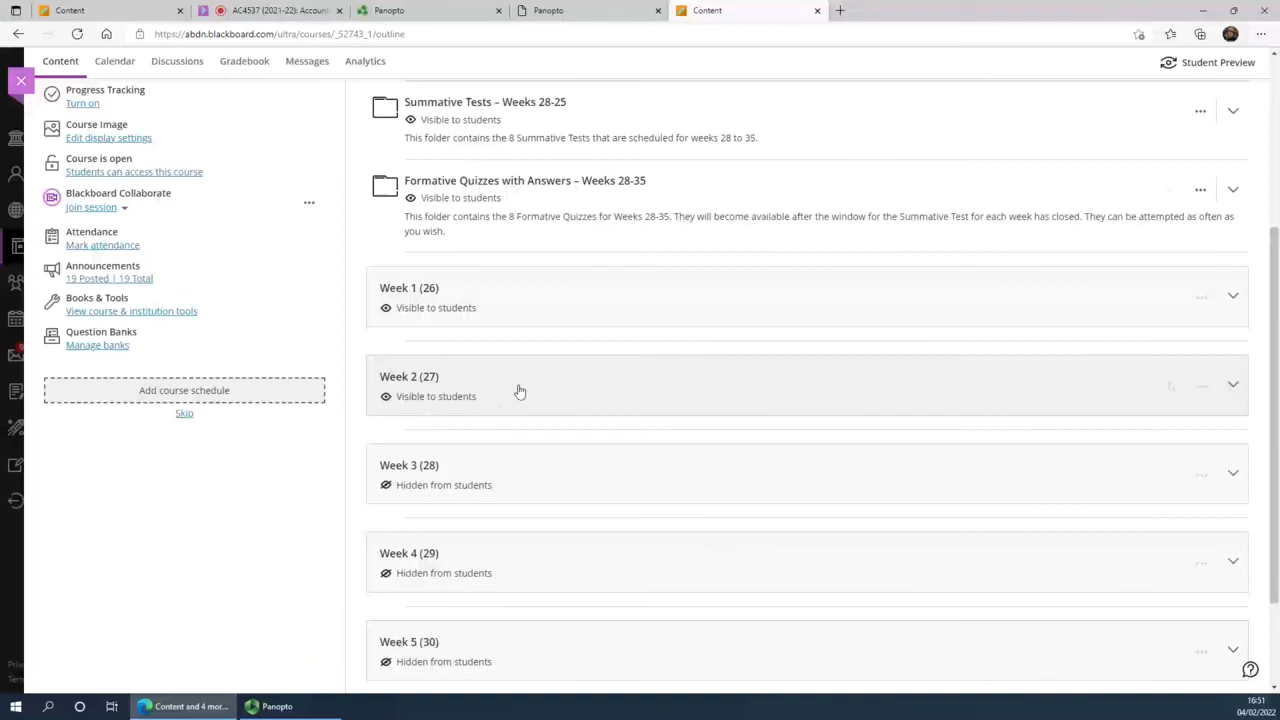 Content
AC4537 (2021-22): Accoun
Panopto
Panopto
Content
https://abdn.blackboard.com/ultra/courses/_52743_1/outline
Content
Calendar
Discussions
Gradebook
Messages
Analytics
Student Preview
Progress Tracking
Turn on
Course Image
Edit display settings
Course is open
Students can access this course
Blackboard Collaborate
Join session
Attendance
Mark attendance
Announcements
19 Posted | 19 Total
Books & Tools
View course & institution tools
Question Banks
Manage banks
Add course schedule
Skip
Summative Tests – Weeks 28-25
Visible to students
This folder contains the 8 Summative Tests that are scheduled for weeks 28 to 35.
Formative Quizzes with Answers – Weeks 28-35
Visible to students
This folder contains the 8 Formative Quizzes for Weeks 28-35. They will become available after the window for the Summative Test for each week has closed. They can be attempted as often as
you wish.
Week 1 (26)
Visible to students
Week 2 (27)
Visible to students
Week 3 (28)
Hidden from students
Week 4 (29)
Hidden from students
Week 5 (30)
Hidden from students
Priv
Term
Content and 4 mor...
Panopto
16:51
04/02/2022